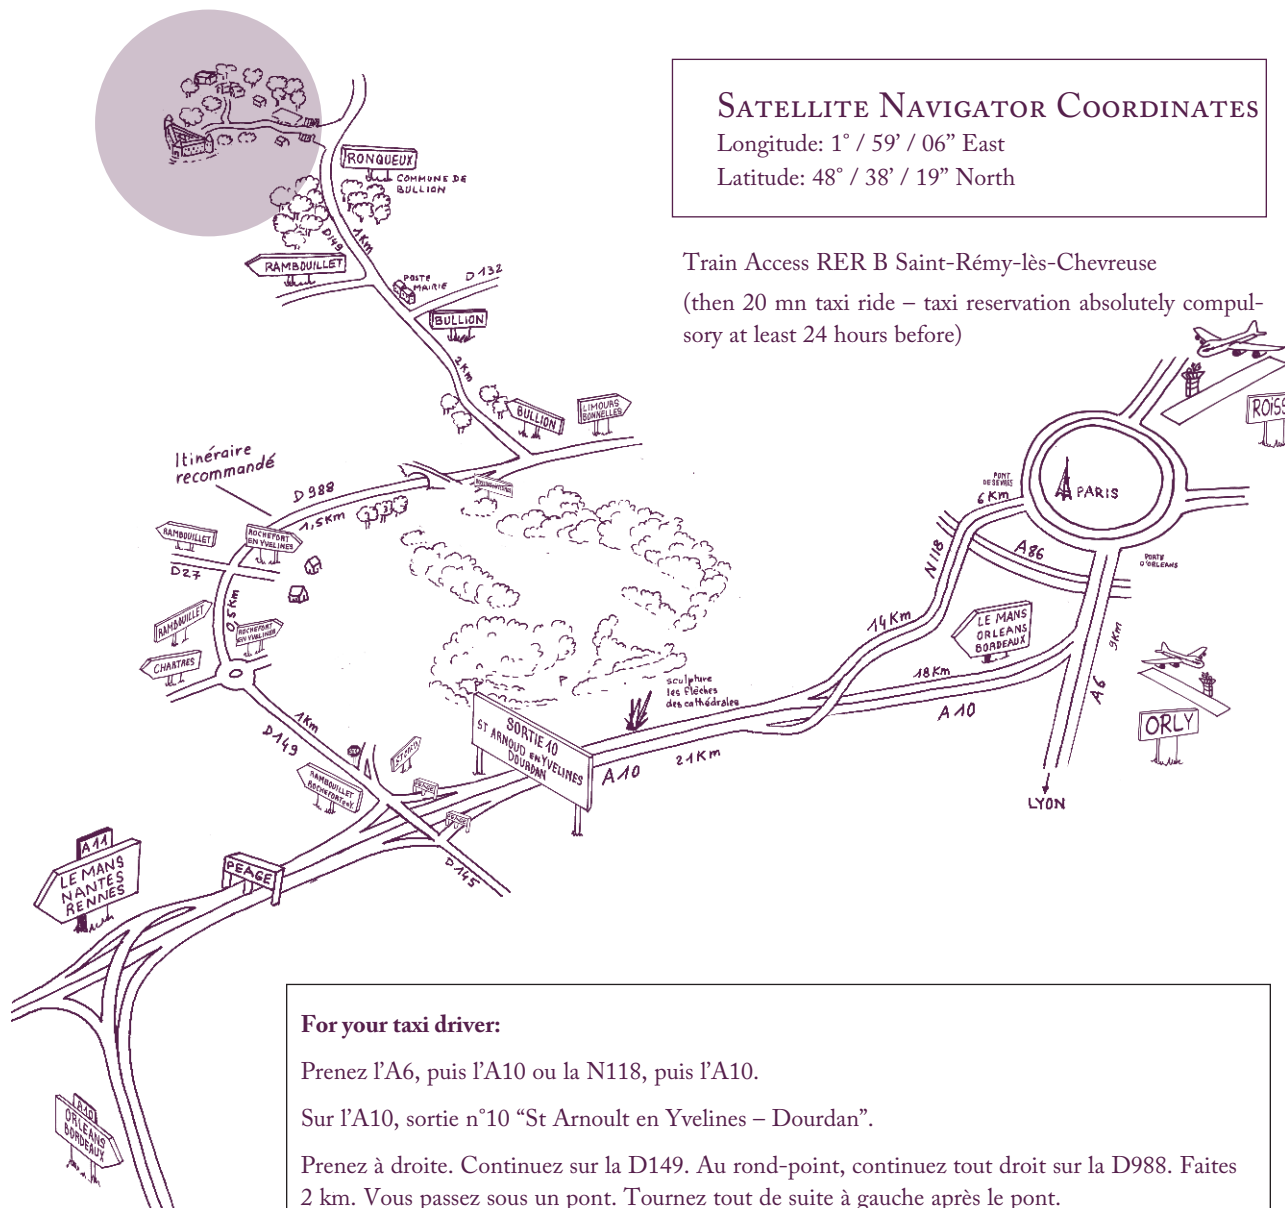 SATELLITE NAVIGATOR COORDINATES
Longitude: 1° / 59’ / 06” East
Latitude: 48° / 38’ / 19” North
Train Access RER B Saint-Rémy-lès-Chevreuse
(then 20 mn taxi ride – taxi reservation absolutely compul-
sory at least 24 hours before)
RONQUEUX
COMMUNE DE
BULLION
D149
1Km
RAMBOUILLET
POSTE
MAIRIE
D 132
BULLION
2Km
BULLION
LIMOURS
BONNELLES
Itinéraire
recommandé
D 988
1,5Km
RAMBOUILLET
ROCHEFORT
EN YVELINES
D27
0,5Km
RAMBOUILLET
ROCHEFORT
EN YVELINES
CHARTRES
1Km
D149
RAMBOUILLET
ROCHEFORT en Y.
STOP
PEAGE
PEAGE
D145
SORTIE 10
ST ARNOUD en YVELINES
DOURDAN
A10
21Km
sculpture
les flêches
des cathédrales
ROISS
PONT
DE SEVRES
6Km
PARIS
N118
A86
PORTE
D'ORLEANS
14Km
LE MANS
ORLEANS
BORDEAUX
18Km
A 10
9Km
A6
ORLY
LYON
A11
LE MANS
NANTES
RENNES
PEAGE
A10
ORLEANS
BORDEAUX
For your taxi driver:
Prenez l’A6, puis l’A10 ou la N118, puis l’A10.
Sur l’A10, sortie n°10 “St Arnoult en Yvelines – Dourdan”.
Prenez à droite. Continuez sur la D149. Au rond-point, continuez tout droit sur la D988. Faites
2 km. Vous passez sous un pont. Tournez tout de suite à gauche après le pont.